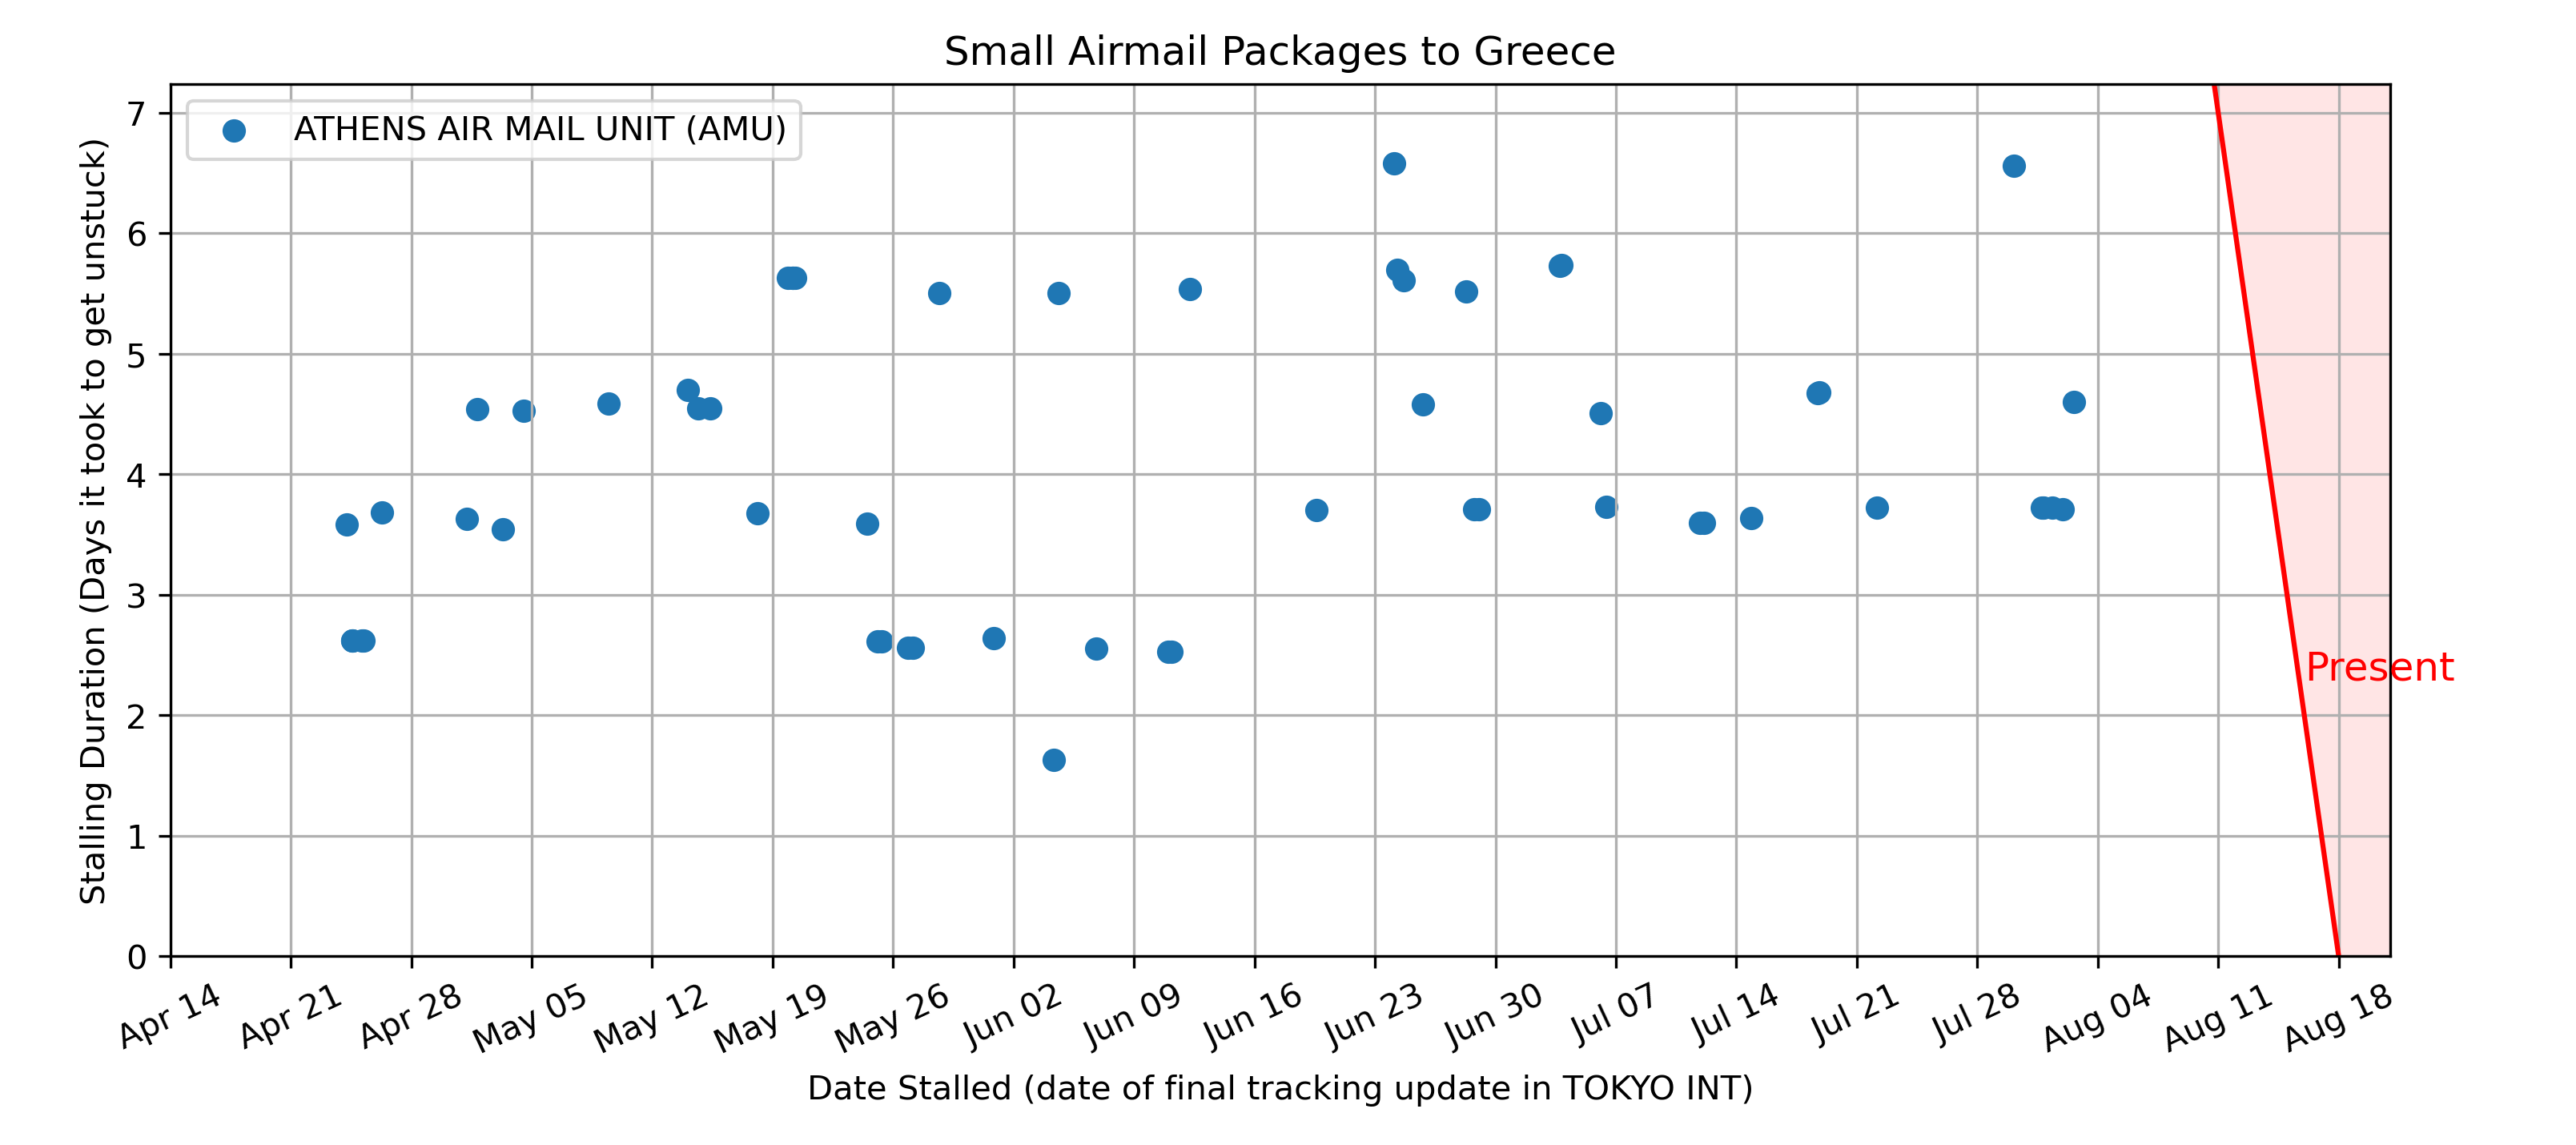 Small Airmail Packages to Greece
ATHENS AIR MAIL UNIT (AMU)
Stalling Duration (Days it took to get unstuck)
7
6
5
4
3
2
1
0
Present
Apr 14
Apr 21
Apr 28
May 05
May 12
May 19
May 26
Jun 02
Jun 09
Jun 16
Jun 23
Jun 30
Jul 07
Jul 14
Jul 21
Jul 28
Aug 04
Aug 11
Aug 18
Date Stalled (date of final tracking update in TOKYO INT)